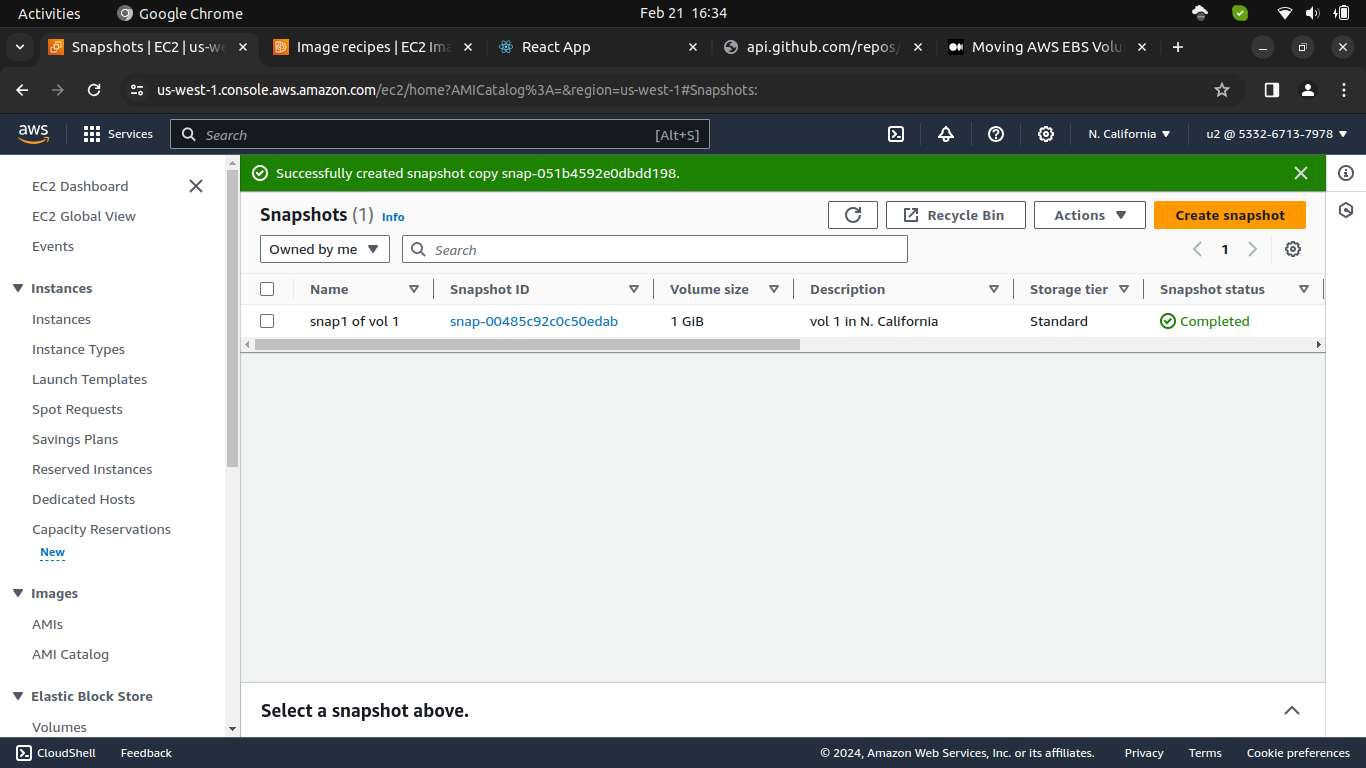 Activities
Google Chrome
Feb 21 16:34
Snapshots | EC2 | us-we
Image recipes | EC2 Ima
React App
api.github.com/repos/
Moving AWS EBS Volu
us-west-1.console.aws.amazon.com/ec2/home?AMICatalog%3A=&region=us-west-1#Snapshots:
aws
Services
Search
[Alt+S]
N. California
u2 @ 5332-6713-7978
EC2 Dashboard
EC2 Global View
Events
Instances
Instances
Instance Types
Launch Templates
Spot Requests
Savings Plans
Reserved Instances
Dedicated Hosts
Capacity Reservations
New
Images
AMIs
AMI Catalog
Elastic Block Store
Volumes
Successfully created snapshot copy snap-051b4592e0dbdd198.
Snapshots (1) Info
Recycle Bin
Actions
Create snapshot
Owned by me
Search
1
Name
Snapshot ID
Volume size
Description
Storage tier
Snapshot status
snap1 of vol 1
snap-00485c92c0c50edab
1 GiB
vol 1 in N. California
Standard
Completed
Select a snapshot above.
CloudShell
Feedback
© 2024, Amazon Web Services, Inc. or its affiliates.
Privacy
Terms
Cookie preferences